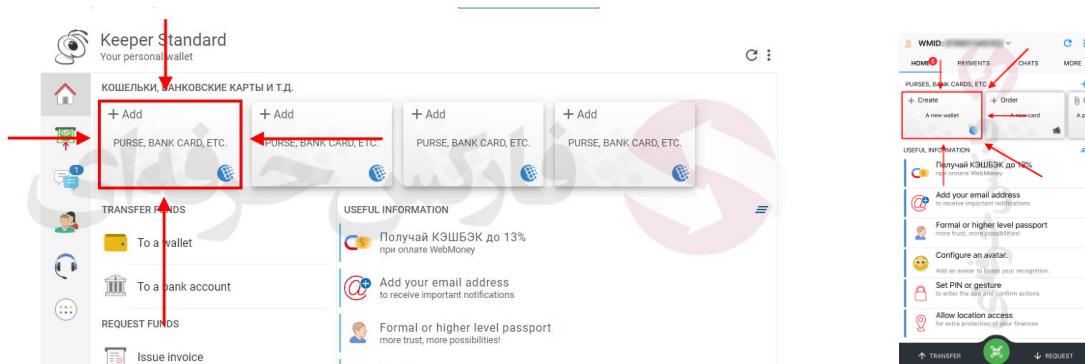 Keeper Standard
Your personal wallet
КОШЕЛЬКИ, БАНКОВСКИЕ КАРТЫ И Т.Д.
+ Add
PURSE, BANK CARD, ETC.
+ Add
PURSE, BANK CARD, ETC.
+ Add
PURSE, BANK CARD, ETC.
+ Add
PURSE, BANK CARD, ETC.
1
TRANSFER FUNDS
To a wallet
To a bank account
REQUEST FUNDS
Issue invoice
USEFUL INFORMATION
Получай КЭШБЭК до 13%
при оплате WebMoney
Add your email address
to receive important notifications
Formal or higher level passport
more trust, more possibilities!
فارکس حرفه‌ای
WMID:
HOME PAYMENTS CHATS MORE
PURSES, BANK CARDS, ETC.
+ Create
A new wallet
+ Order
A new card
USEFUL INFORMATION
Получай КЭШБЭК до 13%
при оплате WebMoney
Add your email address
to receive important notifications
Formal or higher level passport
more trust, more possibilities!
Configure an avatar.
Add an avatar to boost your recognition.
Set PIN or gesture
to enter the app and confirm actions
Allow location access
for extra protection of your finances
TRANSFER
REQUEST